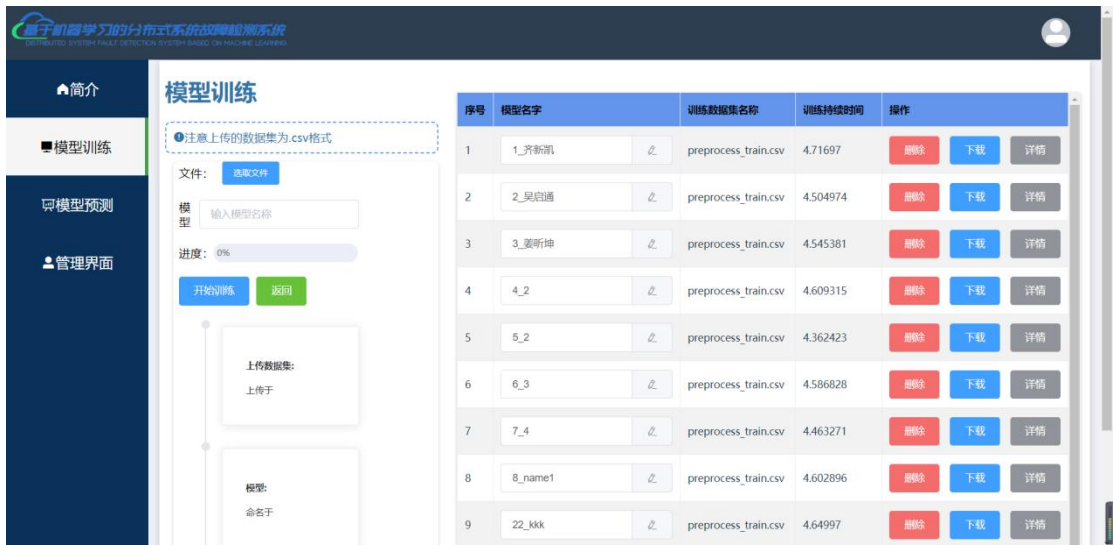 基于机器学习的分布式系统故障检测系统
DISTRIBUTED SYSTEM FAULT DETECTION SYSTEM BASED ON MACHINE LEARNING
简介
模型训练
模型预测
管理界面
模型训练
注意上传的数据集为.csv格式
文件： 选取文件
模型 输入模型名称
进度： 0%
开始训练 返回
上传数据集:
上传于
模型:
命名于
序号 模型名字 训练数据集名称 训练持续时间 操作
1 1_齐新凯 preprocess_train.csv 4.71697 删除 下载 详情
2 2_吴启通 preprocess_train.csv 4.504974 删除 下载 详情
3 3_姜昕坤 preprocess_train.csv 4.545381 删除 下载 详情
4 4_2 preprocess_train.csv 4.609315 删除 下载 详情
5 5_2 preprocess_train.csv 4.362423 删除 下载 详情
6 6_3 preprocess_train.csv 4.586828 删除 下载 详情
7 7_4 preprocess_train.csv 4.463271 删除 下载 详情
8 8_name1 preprocess_train.csv 4.602896 删除 下载 详情
9 22_kkk preprocess_train.csv 4.64997 删除 下载 详情